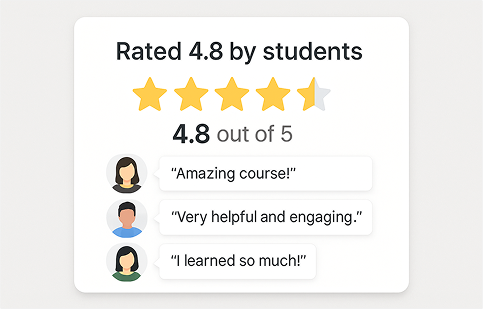 Rated 4.8 by students
4.8 out of 5
“Amazing course!”
“Very helpful and engaging.”
“I learned so much!”